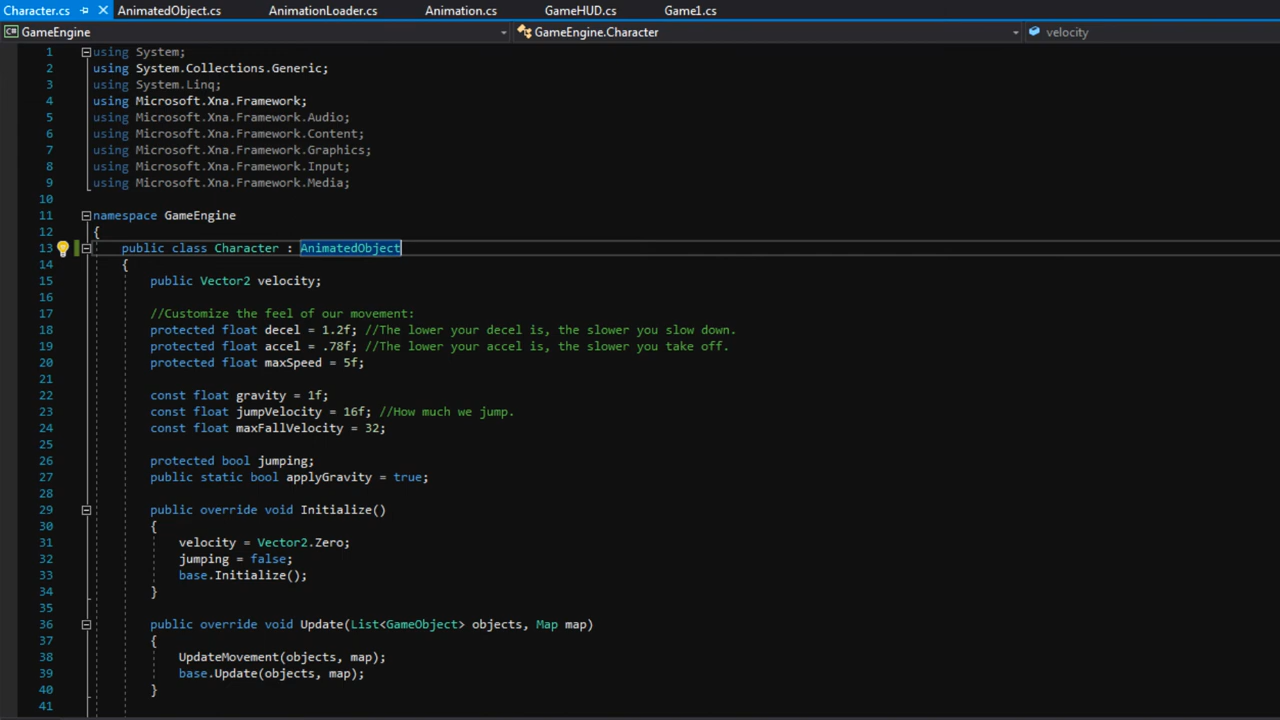 Character.cs AnimatedObject.cs AnimationLoader.cs Animation.cs GameHUD.cs Game1.cs
GameEngine GameEngine.Character velocity
1 using System;
2 using System.Collections.Generic;
3 using System.Linq;
4 using Microsoft.Xna.Framework;
5 using Microsoft.Xna.Framework.Audio;
6 using Microsoft.Xna.Framework.Content;
7 using Microsoft.Xna.Framework.Graphics;
8 using Microsoft.Xna.Framework.Input;
9 using Microsoft.Xna.Framework.Media;
10
11 namespace GameEngine
12 {
13 public class Character : AnimatedObject
14 {
15 public Vector2 velocity;
16
17 //Customize the feel of our movement:
18 protected float decel = 1.2f; //The lower your decel is, the slower you slow down.
19 protected float accel = .78f; //The lower your accel is, the slower you take off.
20 protected float maxSpeed = 5f;
21
22 const float gravity = 1f;
23 const float jumpVelocity = 16f; //How much we jump.
24 const float maxFallVelocity = 32;
25
26 protected bool jumping;
27 public static bool applyGravity = true;
28
29 public override void Initialize()
30 {
31 velocity = Vector2.Zero;
32 jumping = false;
33 base.Initialize();
34 }
35
36 public override void Update(List<GameObject> objects, Map map)
37 {
38 UpdateMovement(objects, map);
39 base.Update(objects, map);
40 }
41